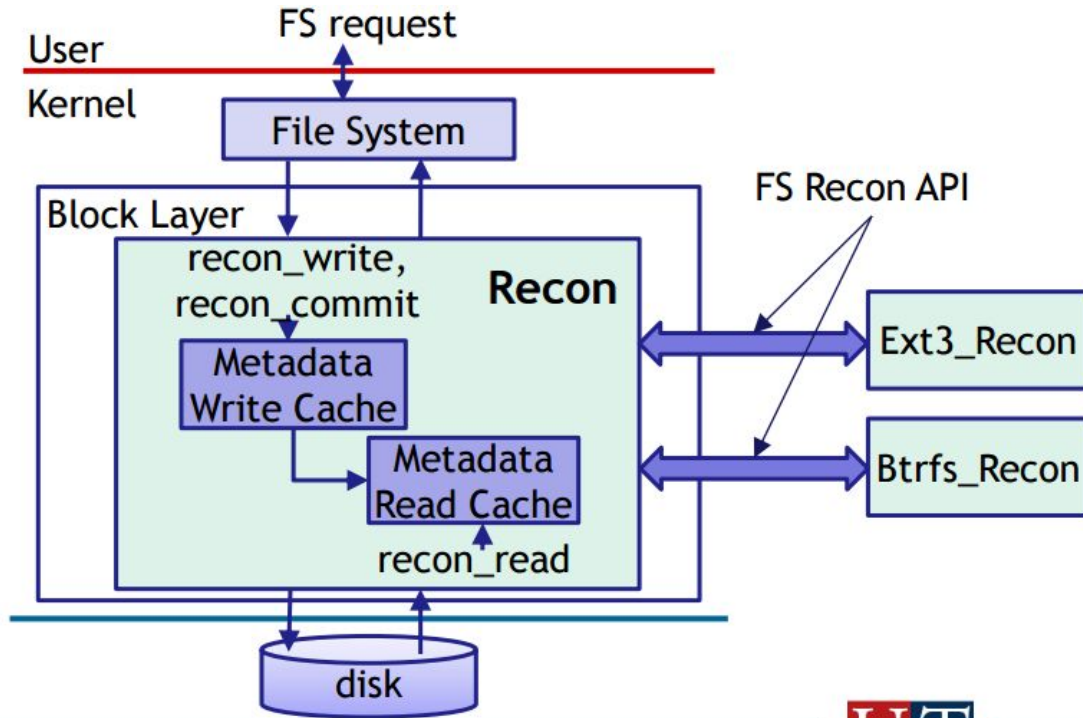 FS request
User
Kernel
File System
Block Layer
FS Recon API
recon_write,
recon_commit
Recon
Metadata
Write Cache
Ext3_Recon
Metadata
Read Cache
Btrfs_Recon
recon_read
disk